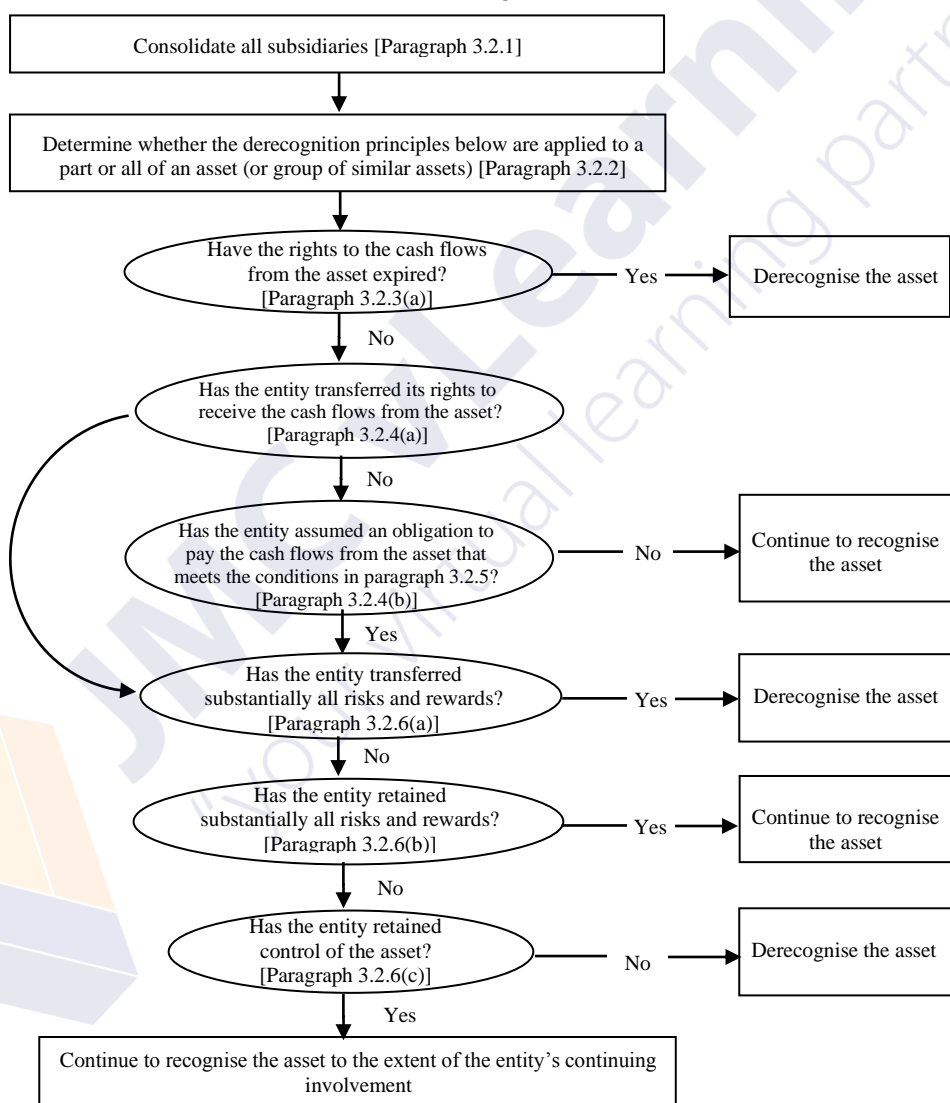 Consolidate all subsidiaries [Paragraph 3.2.1]
Determine whether the derecognition principles below are applied to a
part or all of an asset (or group of similar assets) [Paragraph 3.2.2]
Have the rights to the cash flows
from the asset expired?
[Paragraph 3.2.3(a)]
Yes
Derecognise the asset
No
Has the entity transferred its rights to
receive the cash flows from the asset?
[Paragraph 3.2.4(a)]
No
Has the entity assumed an obligation to
pay the cash flows from the asset that
meets the conditions in paragraph 3.2.5?
[Paragraph 3.2.4(b)]
No
Continue to recognise
the asset
Yes
Has the entity transferred
substantially all risks and rewards?
[Paragraph 3.2.6(a)]
Yes
Derecognise the asset
No
Has the entity retained
substantially all risks and rewards?
[Paragraph 3.2.6(b)]
Yes
Continue to recognise
the asset
No
Has the entity retained
control of the asset?
[Paragraph 3.2.6(c)]
No
Derecognise the asset
Yes
Continue to recognise the asset to the extent of the entity's continuing
involvement
JMC vLearni
"your virtual learning partn